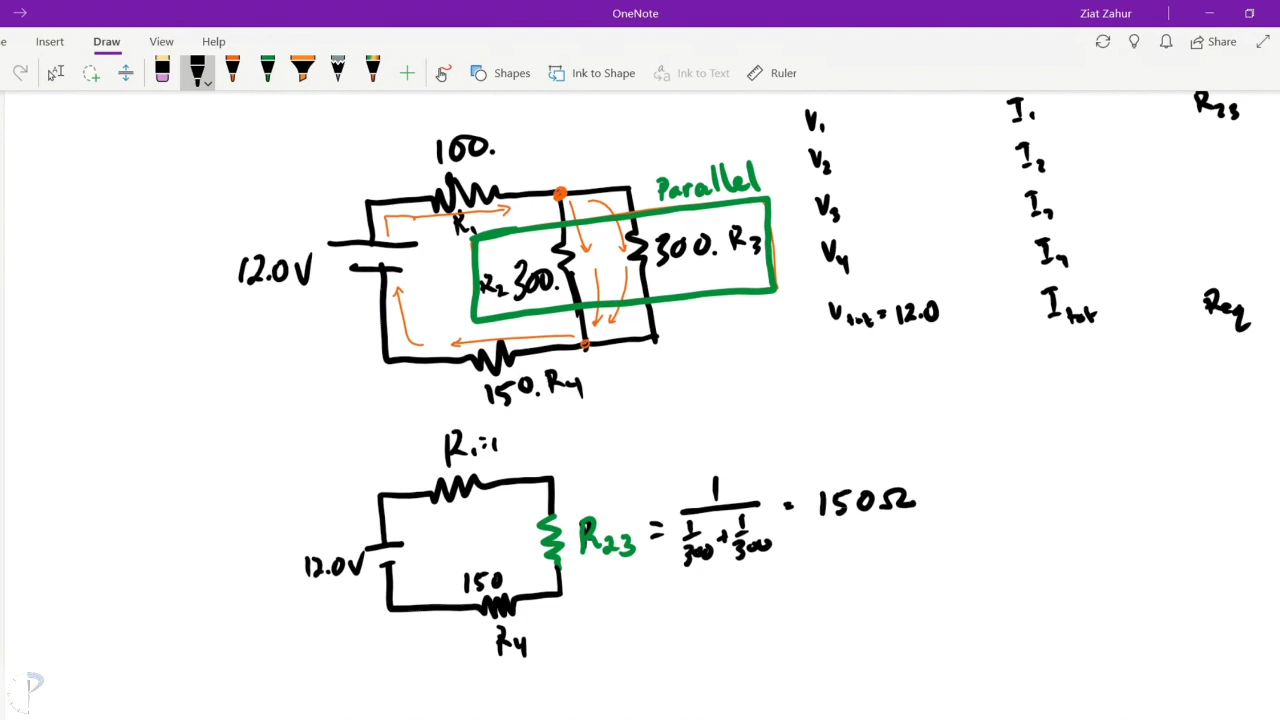 OneNote
Ziat Zahur
e Insert Draw View Help
Share
Shapes Ink to Shape Ink to Text Ruler
100.
R₁
12.0V
R₂ 300.
Parallel
300. R₃
150. R₄
V₁ I₁ R₂₃
V₂ I₂
V₃ I₃
V₄ I₄
Vtot = 12.0 Itot Req
R₁=1
12.0V
R₂₃ = 1/(1/300 + 1/300) = 150Ω
150
R₄